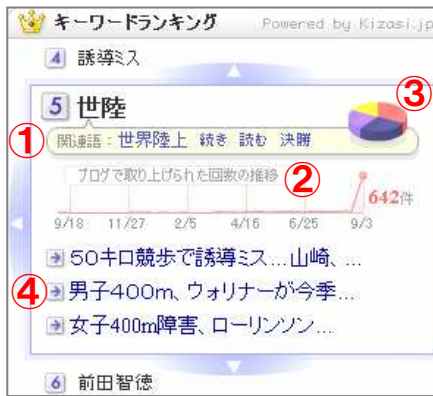 キーワードランキング Powered by Kizasi.jp
4 誘導ミス
5 世陸
③
① 関連語：世界陸上 続き 読む 決勝
ブログで取り上げられた回数の推移 ②
642件
9/18 11/27 2/5 4/16 6/25 9/3
50キロ競歩で誘導ミス…山崎、…
④ 男子400m、ウォリナーが今季…
女子400m障害、ローリンソン…
6 前田智徳